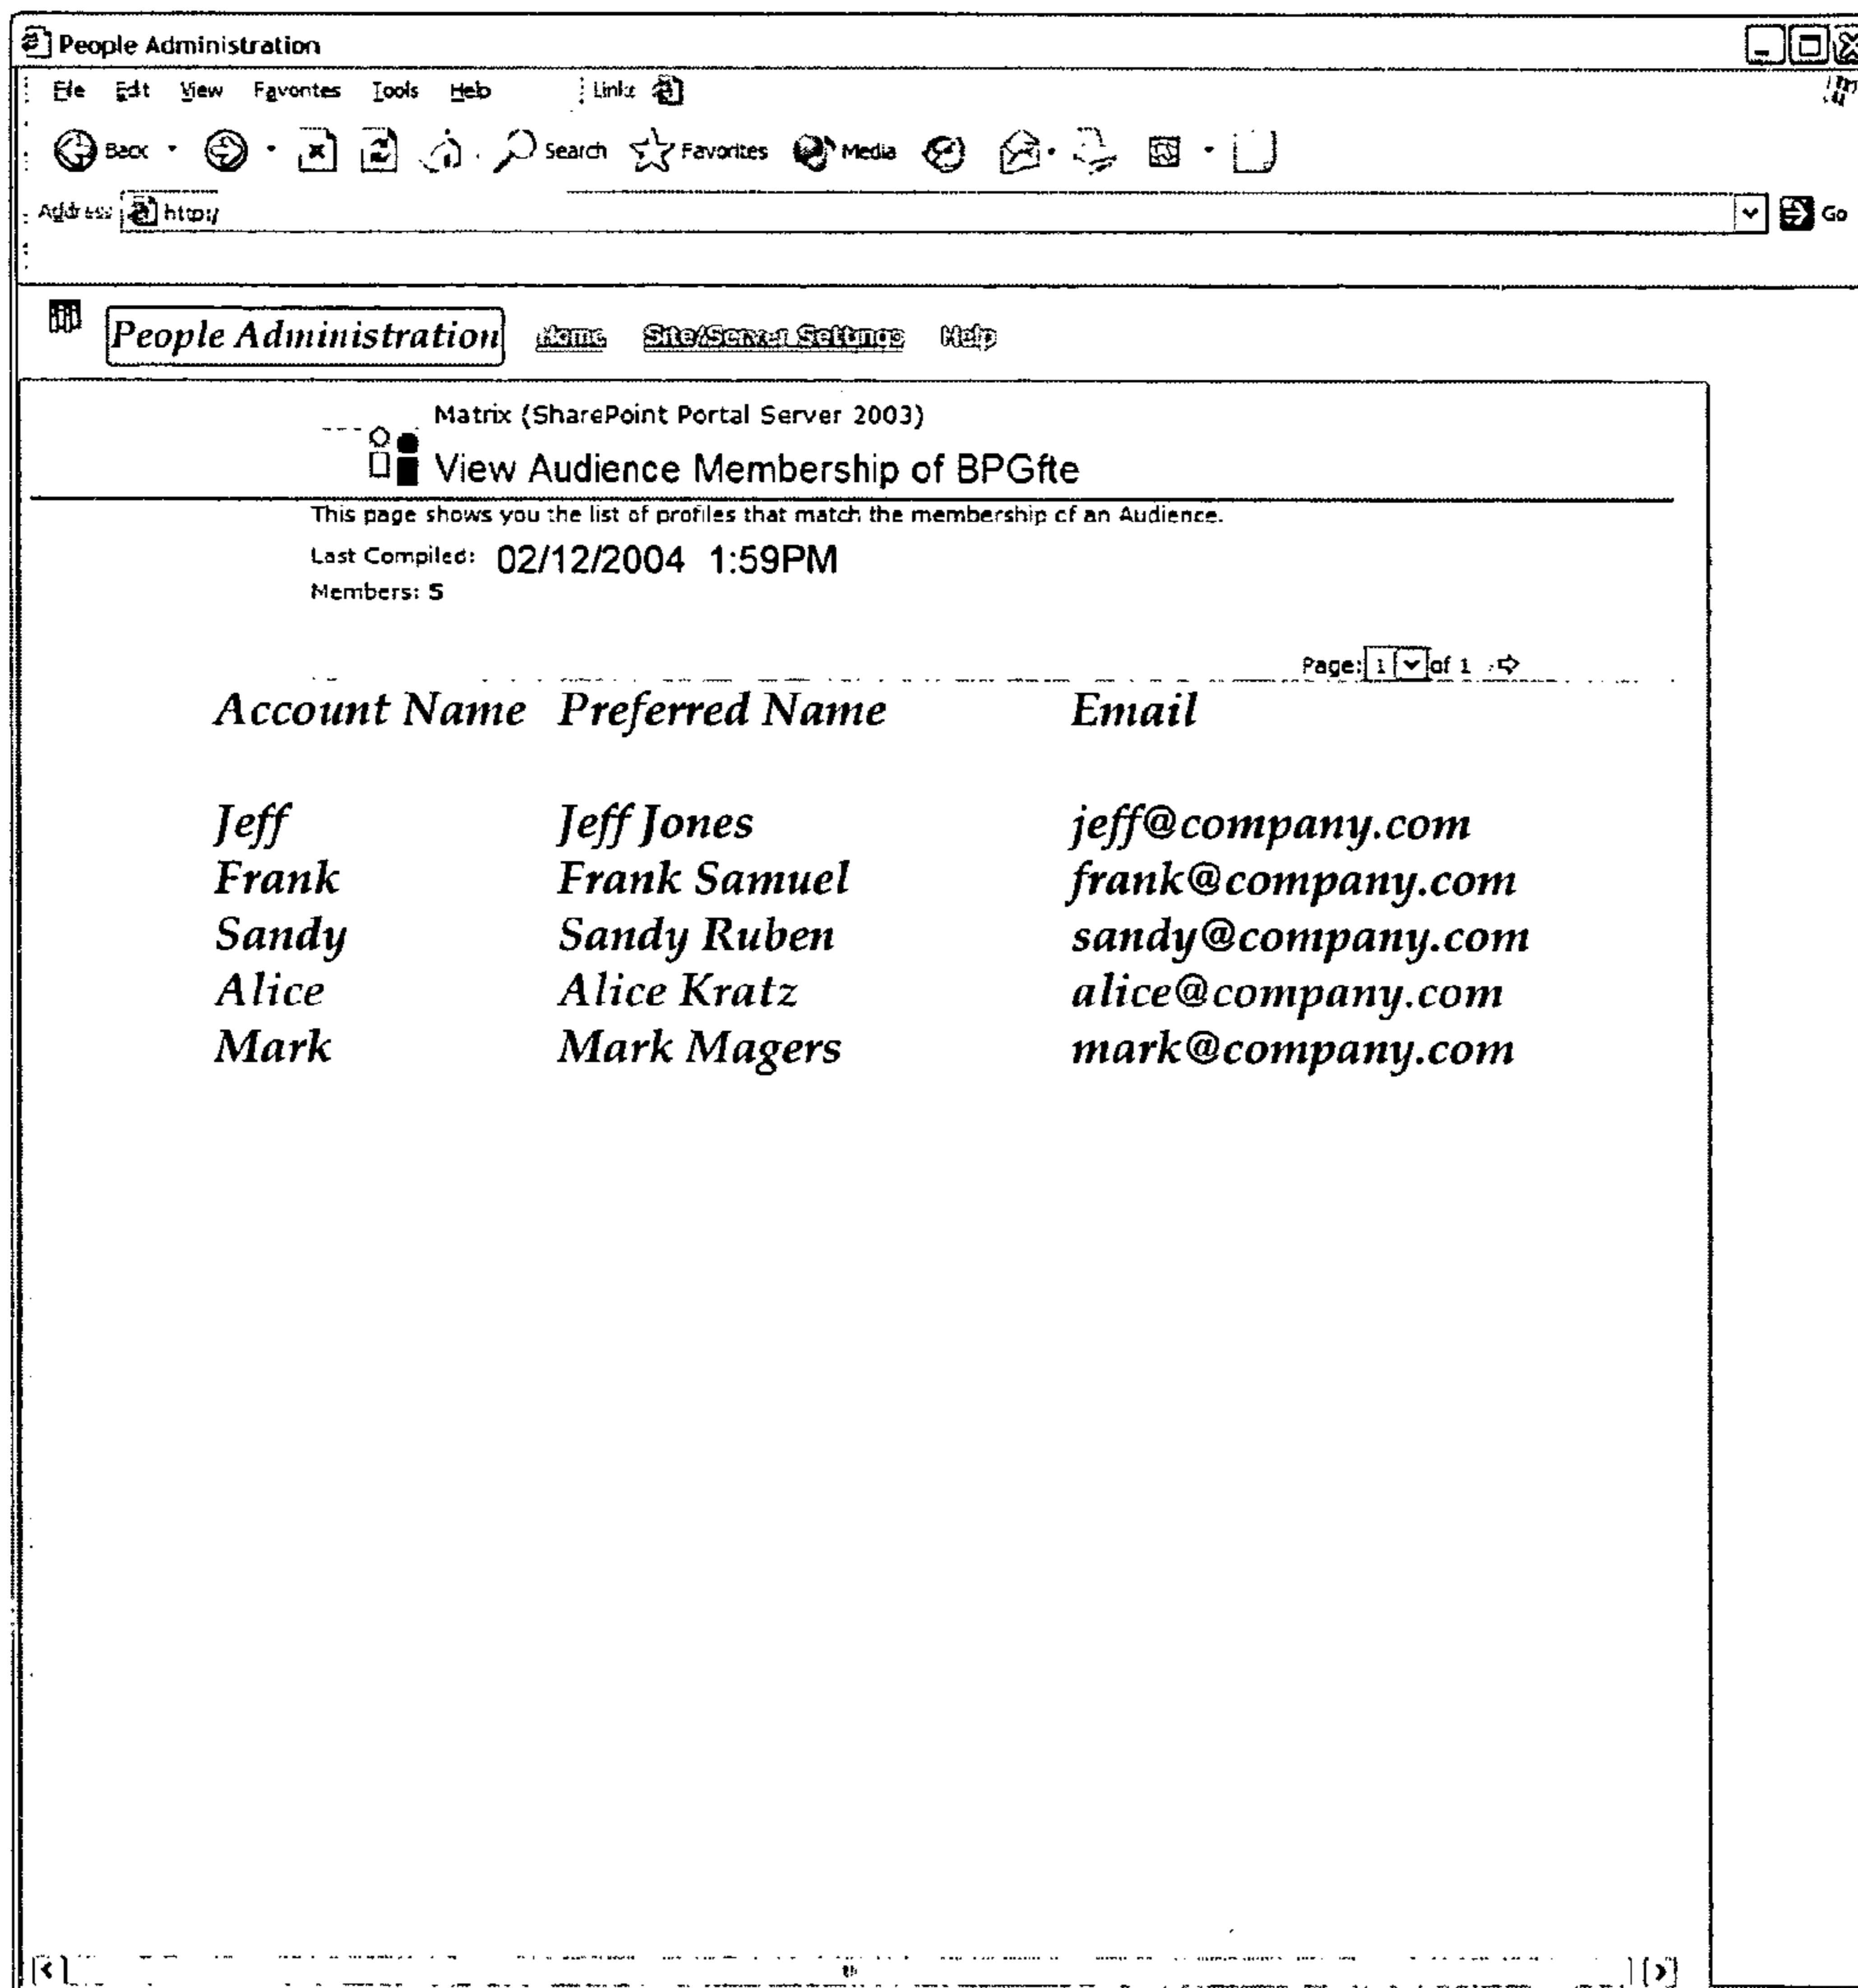 People Administration
File Edit View Favorites Tools Help Links
Back Search Favorites Media
Address http:/ Go
People Administration Home Site/Server Settings Help
Matrix (SharePoint Portal Server 2003)
View Audience Membership of BPGfte
This page shows you the list of profiles that match the membership of an Audience.
Last Compiled: 02/12/2004 1:59PM
Members: 5
Page: 1 of 1
Account Name Preferred Name Email
Jeff Jeff Jones jeff@company.com
Frank Frank Samuel frank@company.com
Sandy Sandy Ruben sandy@company.com
Alice Alice Kratz alice@company.com
Mark Mark Magers mark@company.com